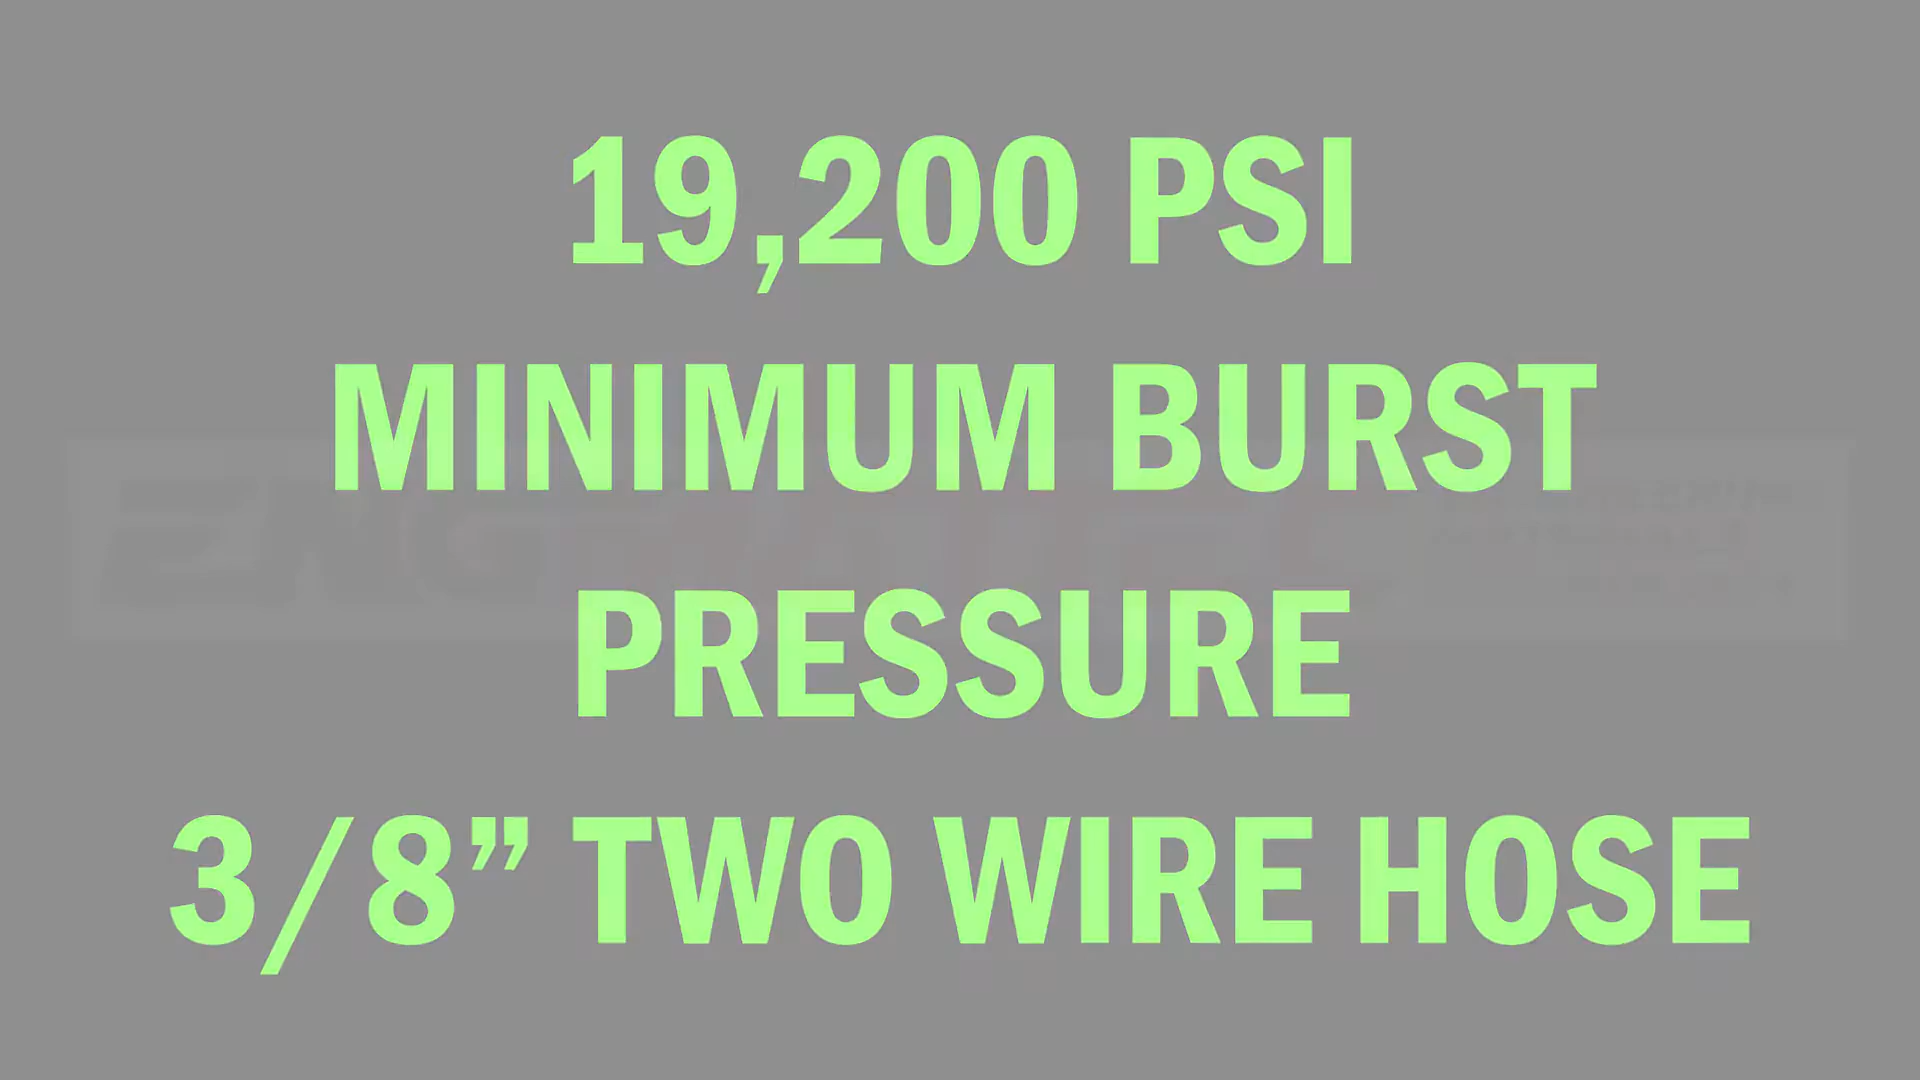 19,200 PSI
MINIMUM BURST
PRESSURE
3/8” TWO WIRE HOSE